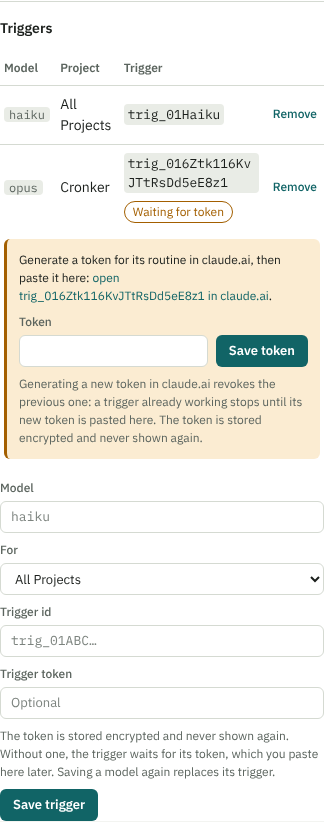 Triggers
Model Project Trigger
haiku All Projects trig_01Haiku Remove
opus Cronker trig_016Ztk116KvJTtRsDd5eE8z1 Remove
Waiting for token
Generate a token for its routine in claude.ai, then
paste it here: open
trig_016Ztk116KvJTtRsDd5eE8z1 in claude.ai.
Token
Save token
Generating a new token in claude.ai revokes the
previous one: a trigger already working stops until its
new token is pasted here. The token is stored
encrypted and never shown again.
Model
haiku
For
All Projects
Trigger id
trig_01ABC…
Trigger token
Optional
The token is stored encrypted and never shown again.
Without one, the trigger waits for its token, which you paste
here later. Saving a model again replaces its trigger.
Save trigger